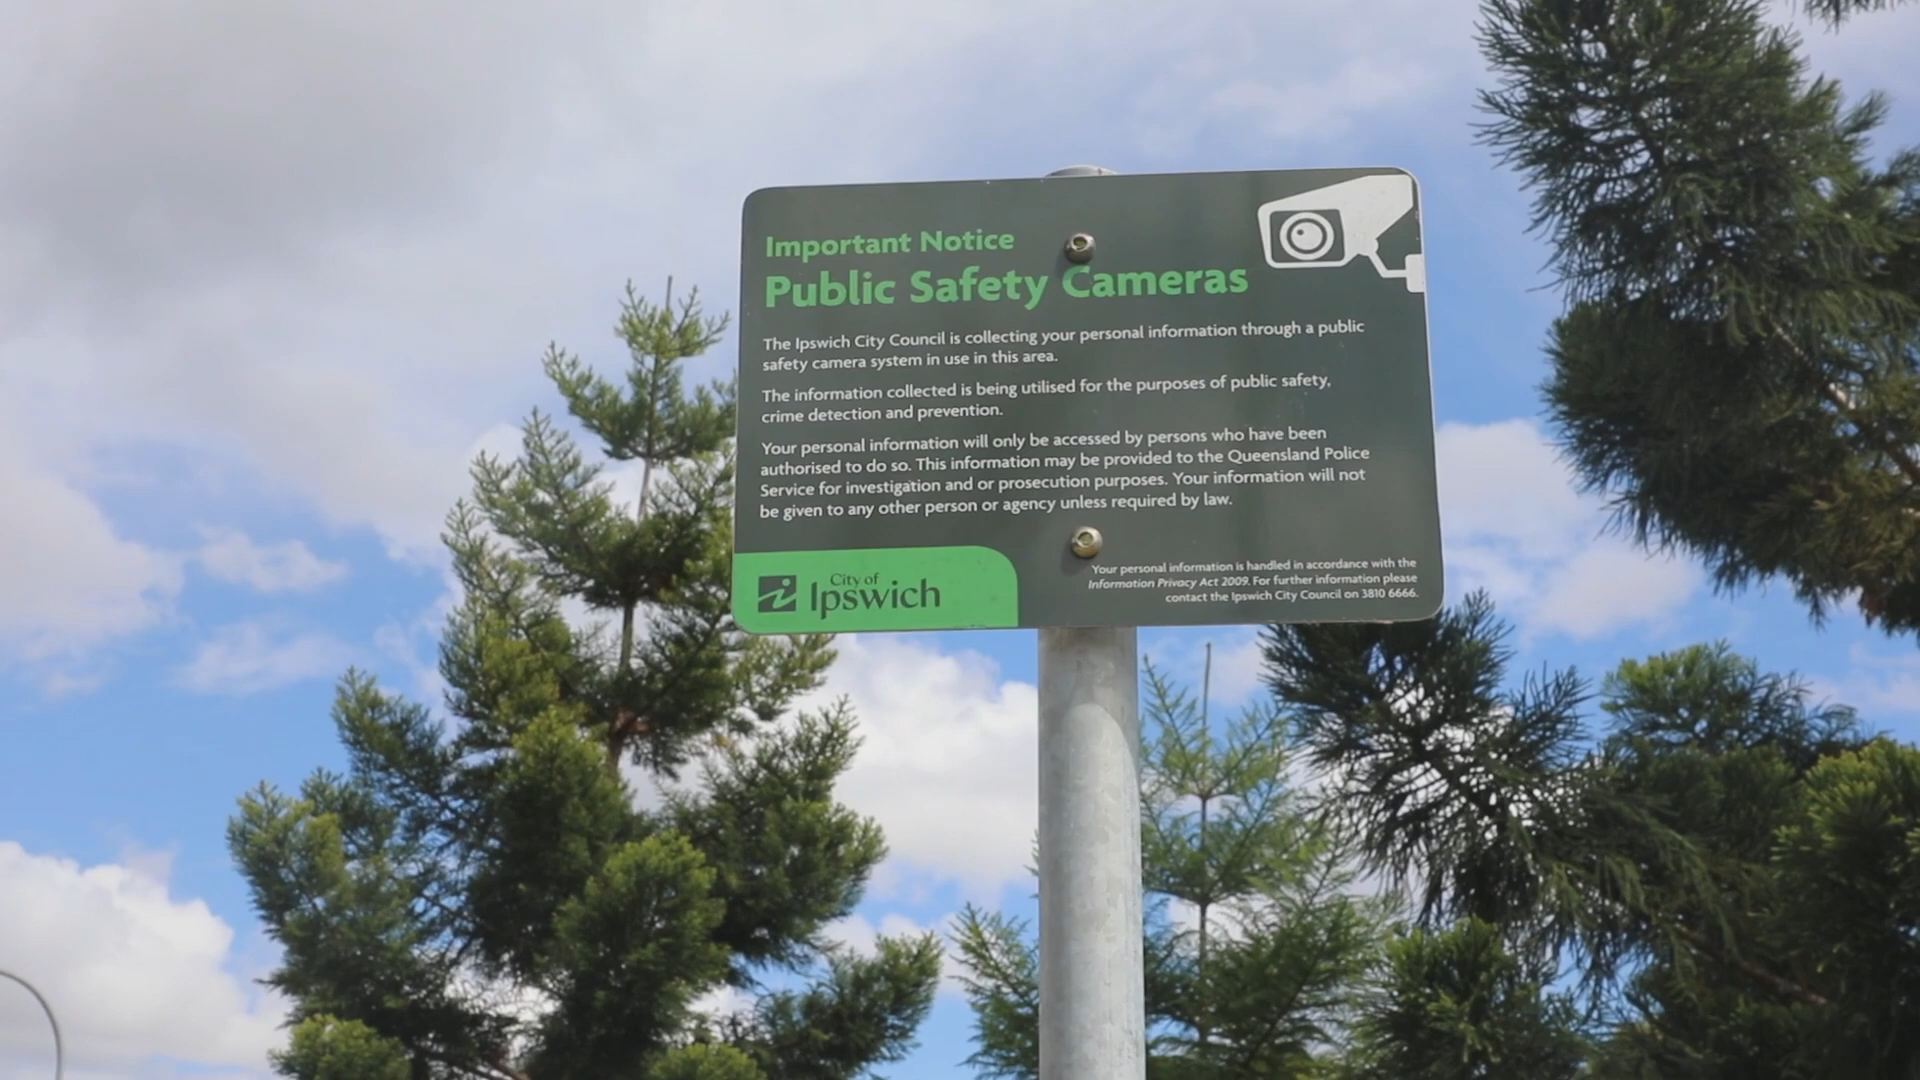 Important Notice
Public Safety Cameras
The Ipswich City Council is collecting your personal information through a public
safety camera system in use in this area.
The information collected is being utilised for the purposes of public safety,
crime detection and prevention.
Your personal information will only be accessed by persons who have been
authorised to do so. This information may be provided to the Queensland Police
Service for investigation and or prosecution purposes. Your information will not
be given to any other person or agency unless required by law.
City of
Ipswich
Your personal information is handled in accordance with the
Information Privacy Act 2009. For further information please
contact the Ipswich City Council on 3810 6666.